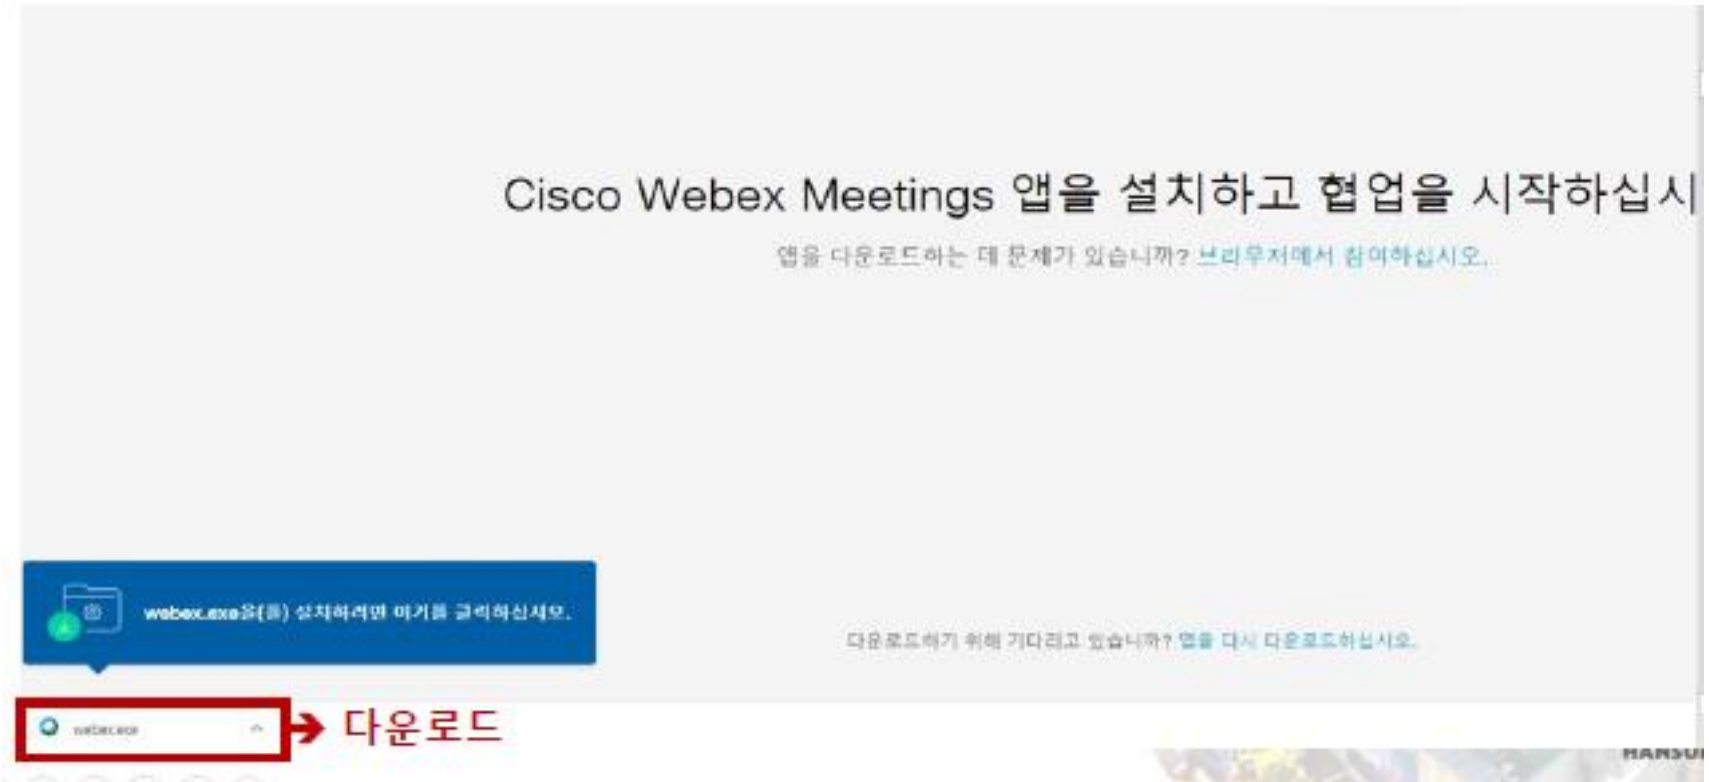 Cisco Webex Meetings 앱을 설치하고 협업을 시작하십시
앱을 다운로드하는 데 문제가 있습니까? 브라우저에서 참여하십시오.
webex.exe을(를) 설치하려면 여기를 클릭하십시오.
다운로드하기 위해 기다리고 있습니까? 앱을 다시 다운로드하십시오.
webex.exe
➔ 다운로드